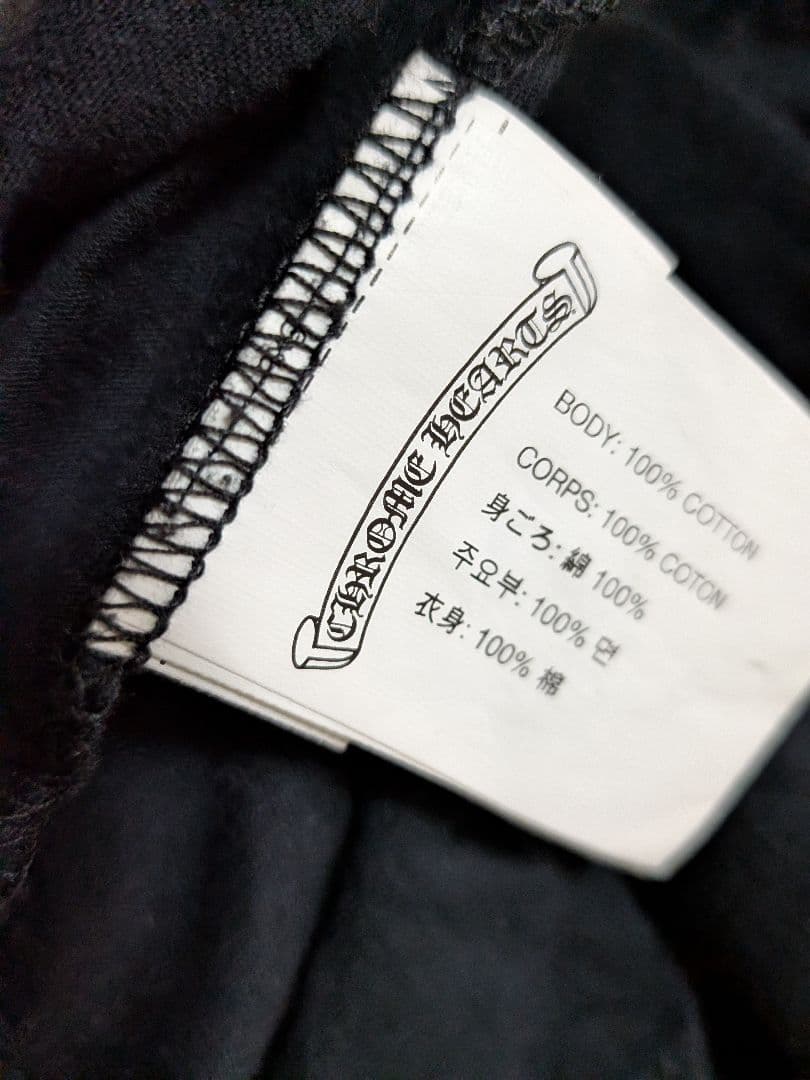 CHROME HEARTS
BODY: 100% COTTON
CORPS: 100% COTON
身ごろ: 綿 100%
주요부: 100% 면
衣身: 100% 棉